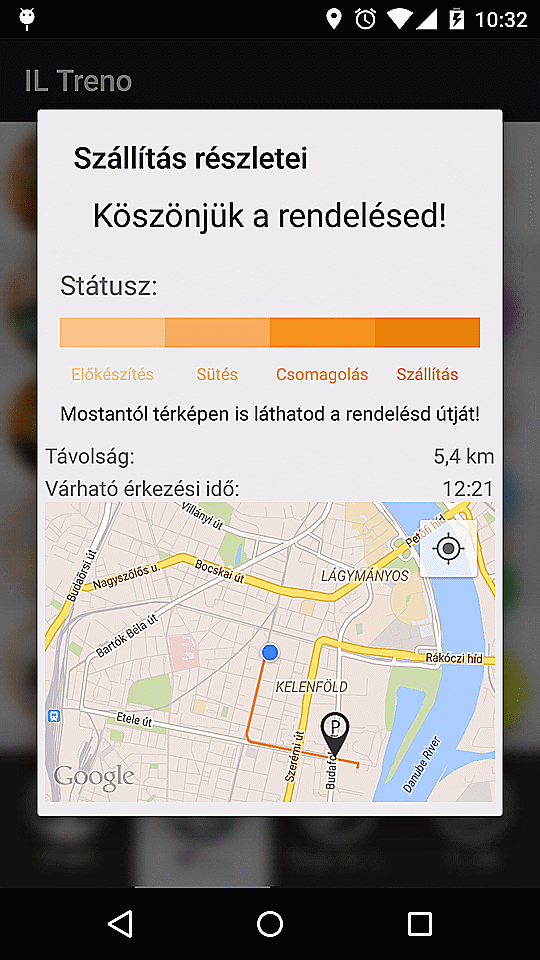 10:32
IL Treno
Szállítás részletei
Köszönjük a rendelésed!
Státusz:
Előkészítés Sütés Csomagolás Szállítás
Mostantól térképen is láthatod a rendelésd útját!
Távolság: 5,4 km
Várható érkezési idő: 12:21
Villányi út
Petőfi híd
Budaörsi út
Nagyszőlős u.
Bocskai út
LÁGYMÁNYOS
Bartók Béla út
Rákóczi híd
KELENFÖLD
Etele út
P
Szerémi út
Budafo
Danube River
Google